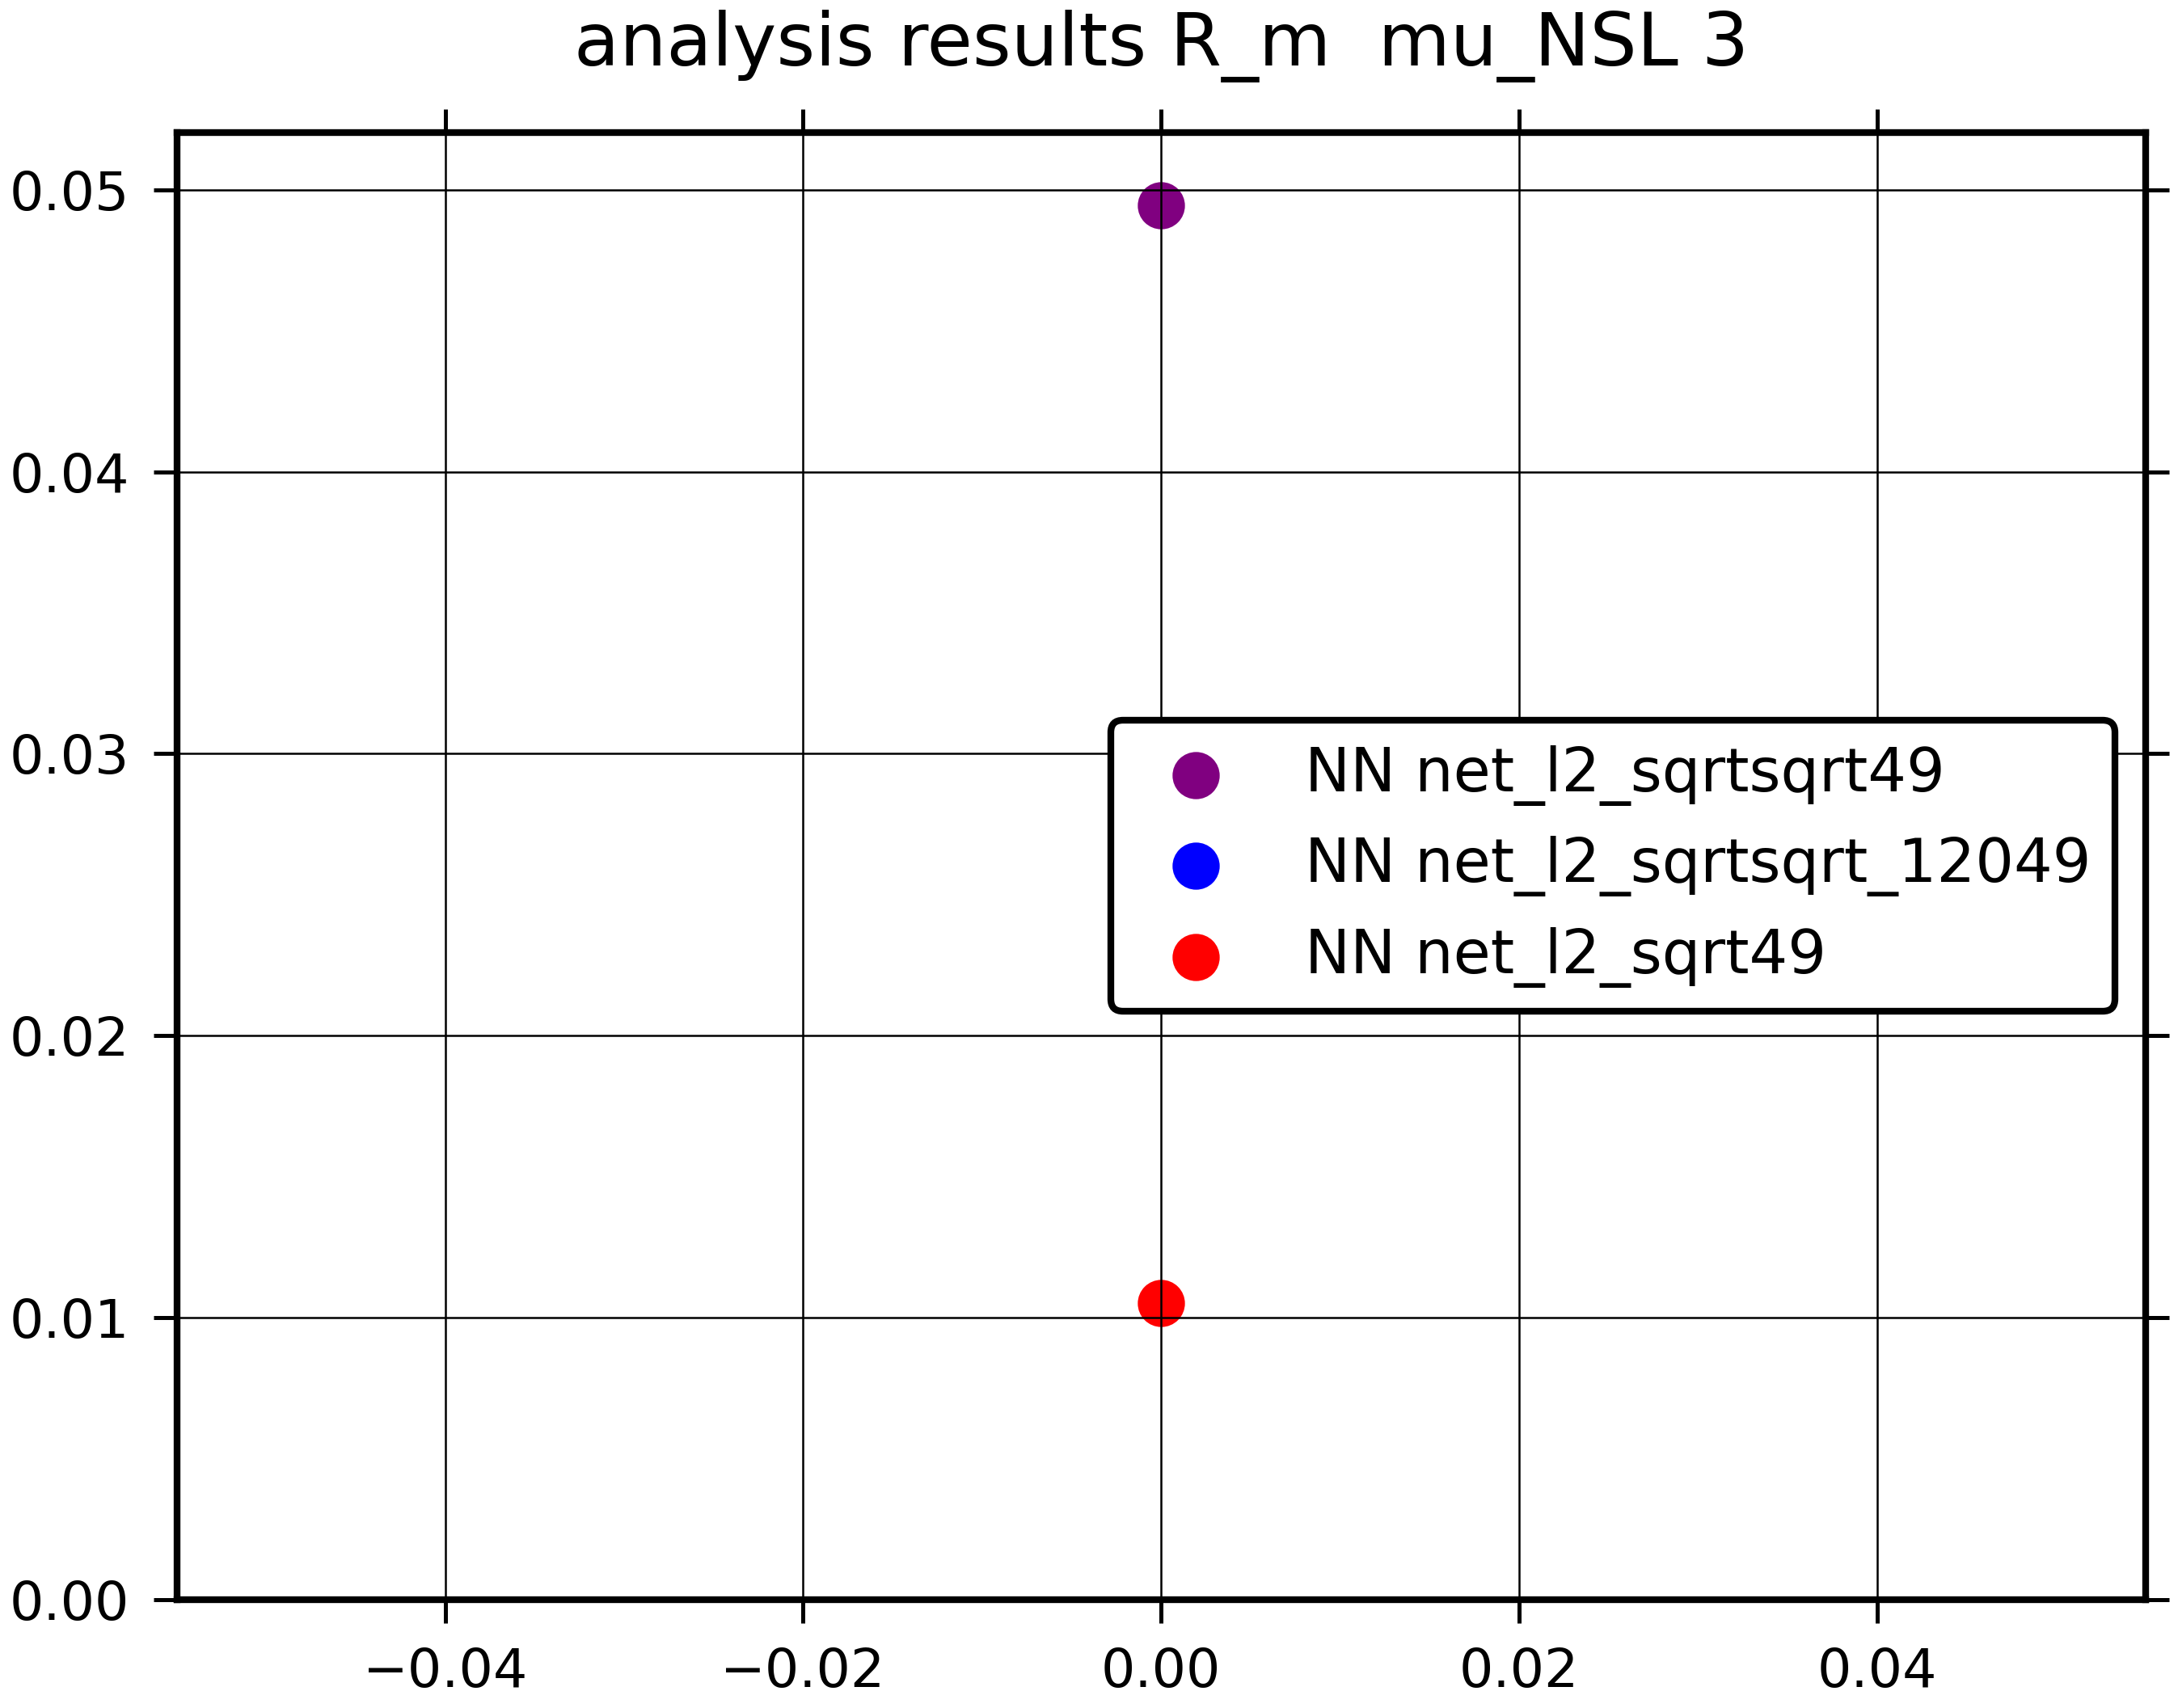 analysis results R_m  mu_NSL 3
0.05
0.04
0.03
0.02
0.01
0.00
NN net_l2_sqrtsqrt49
NN net_l2_sqrtsqrt_12049
NN net_l2_sqrt49
−0.04 −0.02 0.00 0.02 0.04